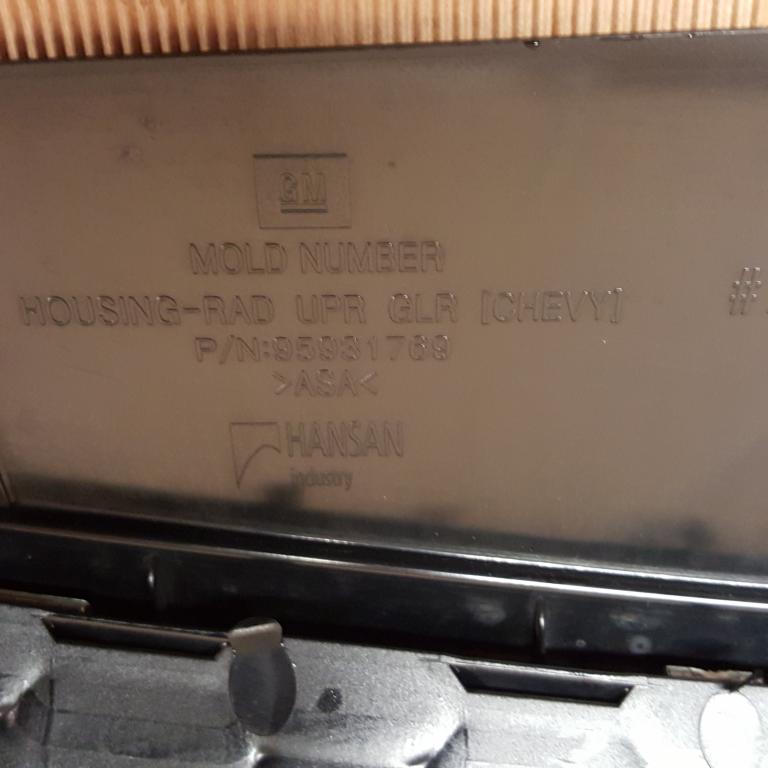 GM
MOLD NUMBER
HOUSING-RAD UPR GLR [CHEVY]
#
P/N:95931769
>ASA<
HANSAN
industry